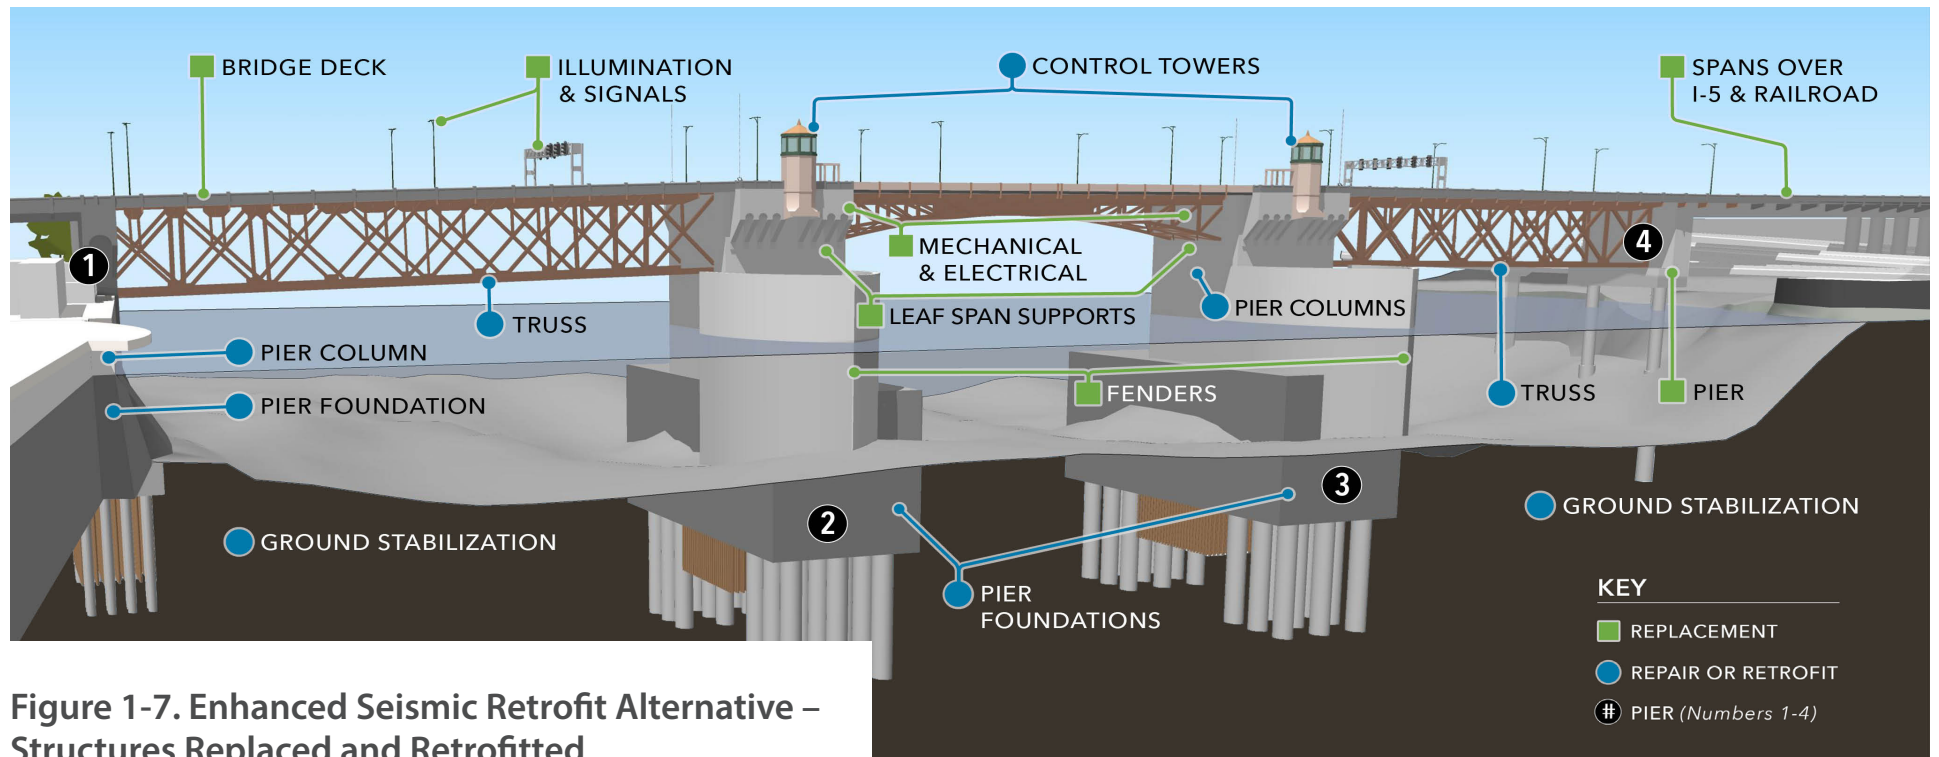 BRIDGE DECK
ILLUMINATION
& SIGNALS
CONTROL TOWERS
SPANS OVER
I-5 & RAILROAD
1
4
MECHANICAL
& ELECTRICAL
LEAF SPAN SUPPORTS
PIER COLUMNS
TRUSS
PIER COLUMN
PIER FOUNDATION
FENDERS
TRUSS
PIER
2
3
GROUND STABILIZATION
GROUND STABILIZATION
PIER
FOUNDATIONS
KEY
REPLACEMENT
REPAIR OR RETROFIT
# PIER (Numbers 1-4)
Figure 1-7. Enhanced Seismic Retrofit Alternative –
Structures Replaced and Retrofitted